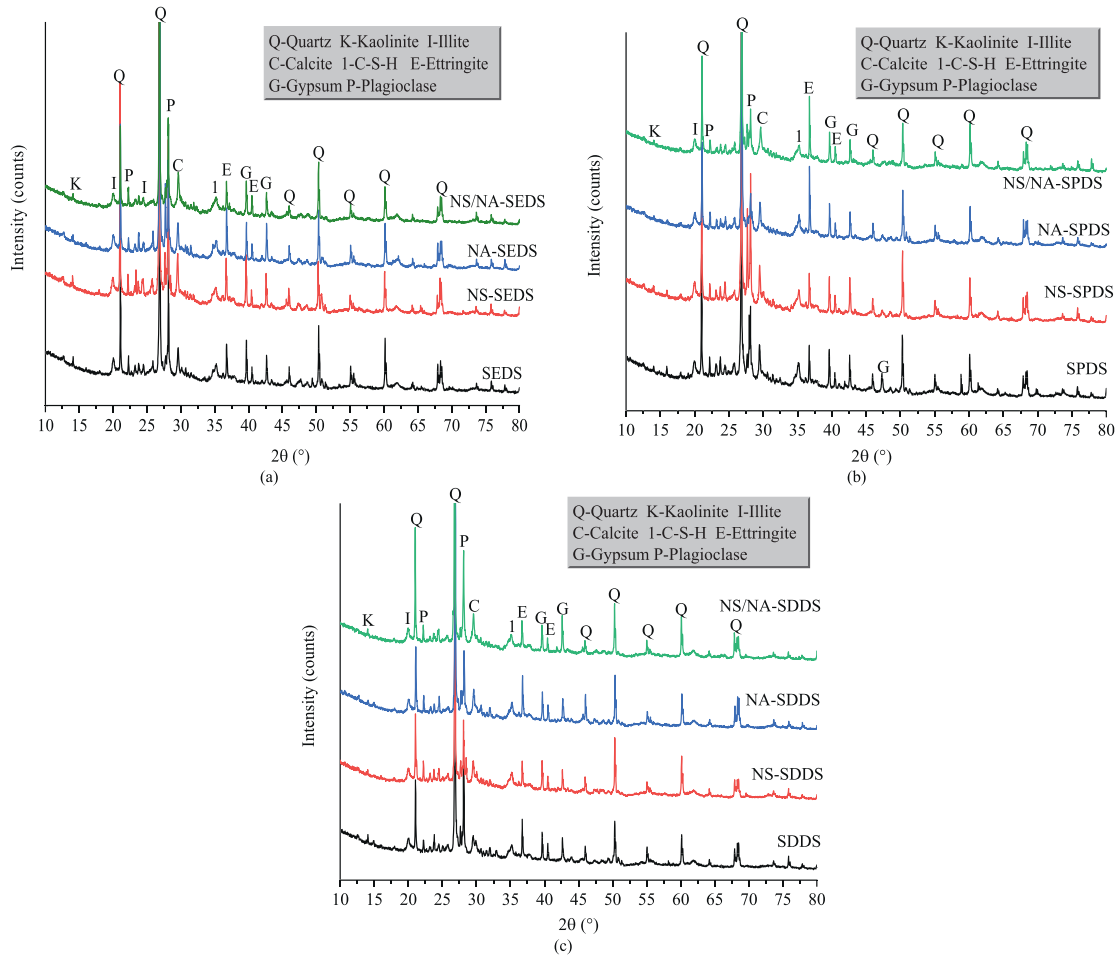 Q
Q-Quartz K-Kaolinite I-Illite
C-Calcite 1-C-S-H E-Ettringite
G-Gypsum P-Plagioclase
Q
P
K
I
P
I
C
1
E
G
E
G
Q
Q
Q
Q
Q
NS/NA-SEDS
NA-SEDS
NS-SEDS
SEDS
Intensity (counts)
10 15 20 25 30 35 40 45 50 55 60 65 70 75 80
2θ (°)
(a)
Q
Q-Quartz K-Kaolinite I-Illite
C-Calcite 1-C-S-H E-Ettringite
G-Gypsum P-Plagioclase
Q
K
I
P
P
C
1
E
G
E
G
Q
Q
Q
Q
Q
NS/NA-SPDS
NA-SPDS
NS-SPDS
SPDS
G
Intensity (counts)
10 15 20 25 30 35 40 45 50 55 60 65 70 75 80
2θ (°)
(b)
Q
Q-Quartz K-Kaolinite I-Illite
C-Calcite 1-C-S-H E-Ettringite
G-Gypsum P-Plagioclase
Q
P
K
I
P
C
1
E
G
E
G
Q
Q
Q
Q
Q
NS/NA-SDDS
NA-SDDS
NS-SDDS
SDDS
Intensity (counts)
10 15 20 25 30 35 40 45 50 55 60 65 70 75 80
2θ (°)
(c)